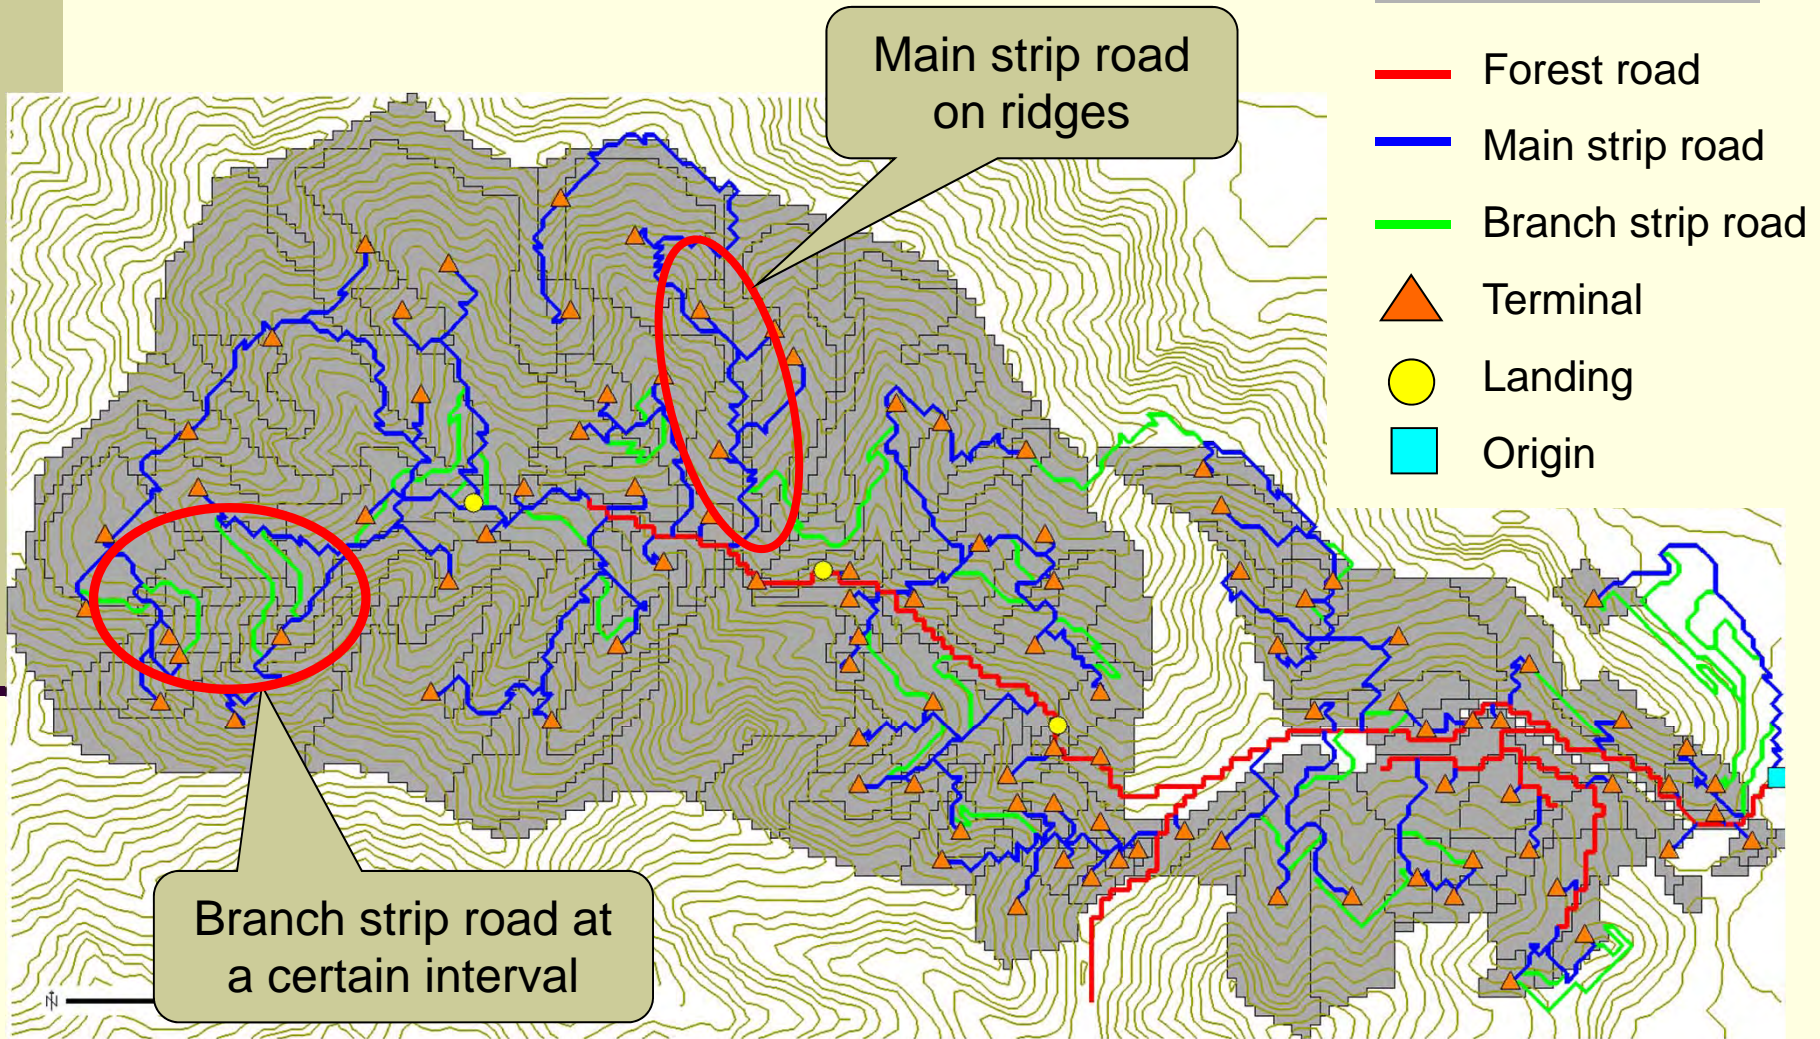 Main strip road
on ridges
Forest road
Main strip road
Branch strip road
Terminal
Landing
Origin
Branch strip road at
a certain interval
N